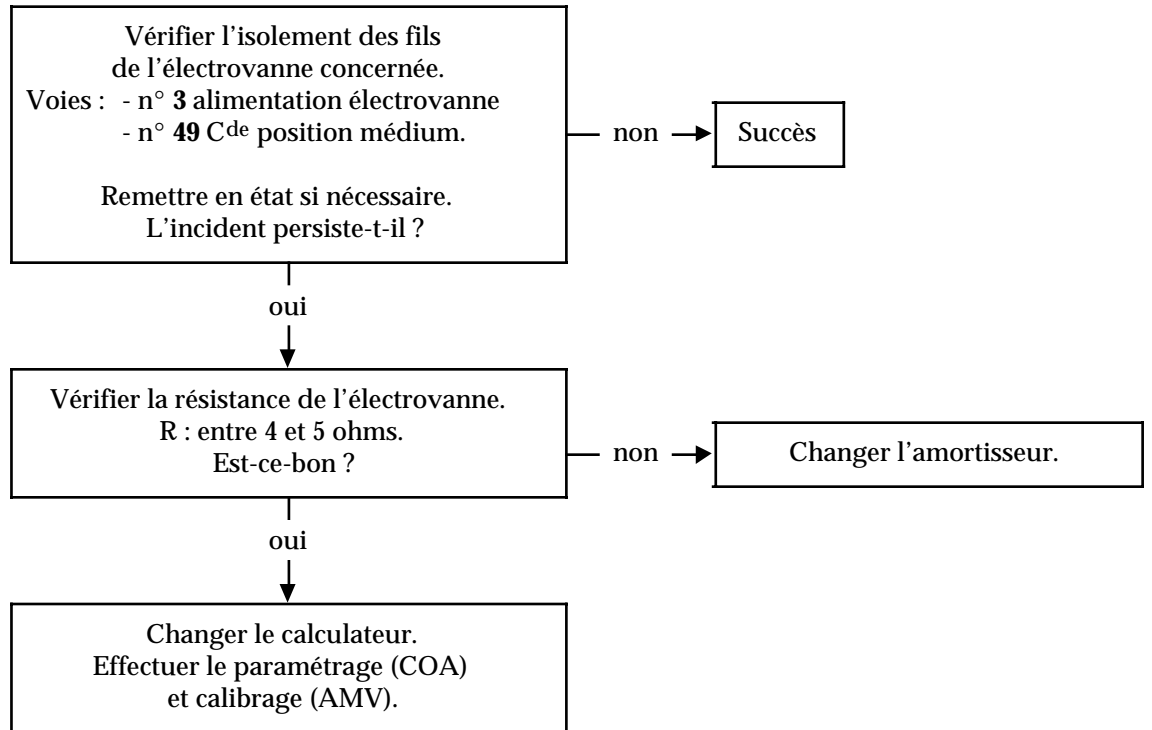 Vérifier l’isolement des fils
de l’électrovanne concernée.
Voies : - n° 3 alimentation électrovanne
- n° 49 Cde position médium.
Remettre en état si nécessaire.
L’incident persiste-t-il ?
non
Succès
oui
Vérifier la résistance de l’électrovanne.
R : entre 4 et 5 ohms.
Est-ce-bon ?
non
Changer l’amortisseur.
oui
Changer le calculateur.
Effectuer le paramétrage (COA)
et calibrage (AMV).